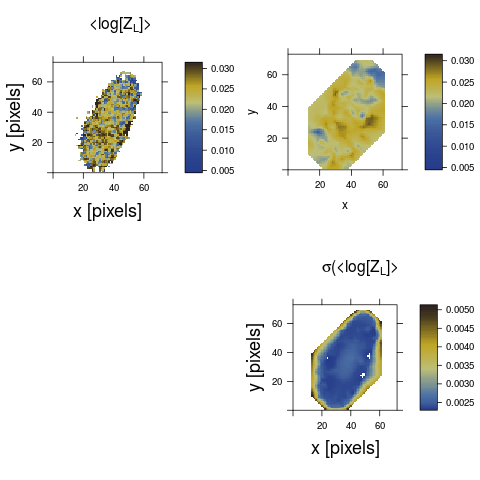 <log[Z_L]>
60
40
20
20 40 60
x [pixels]
y [pixels]
0.030
0.025
0.020
0.015
0.010
0.005
60
40
20
20 40 60
x
y
0.030
0.025
0.020
0.015
0.010
0.005
σ(<log[Z_L]>
60
40
20
20 40 60
x [pixels]
y [pixels]
0.0050
0.0045
0.0040
0.0035
0.0030
0.0025